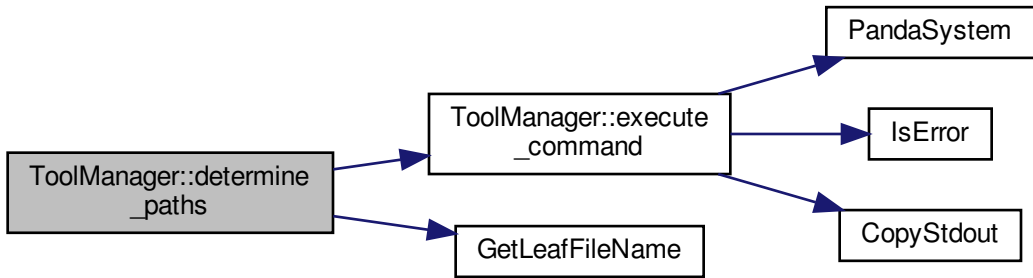 PandaSystem
ToolManager::execute
_command
IsError
ToolManager::determine
_paths
CopyStdout
GetLeafFileName